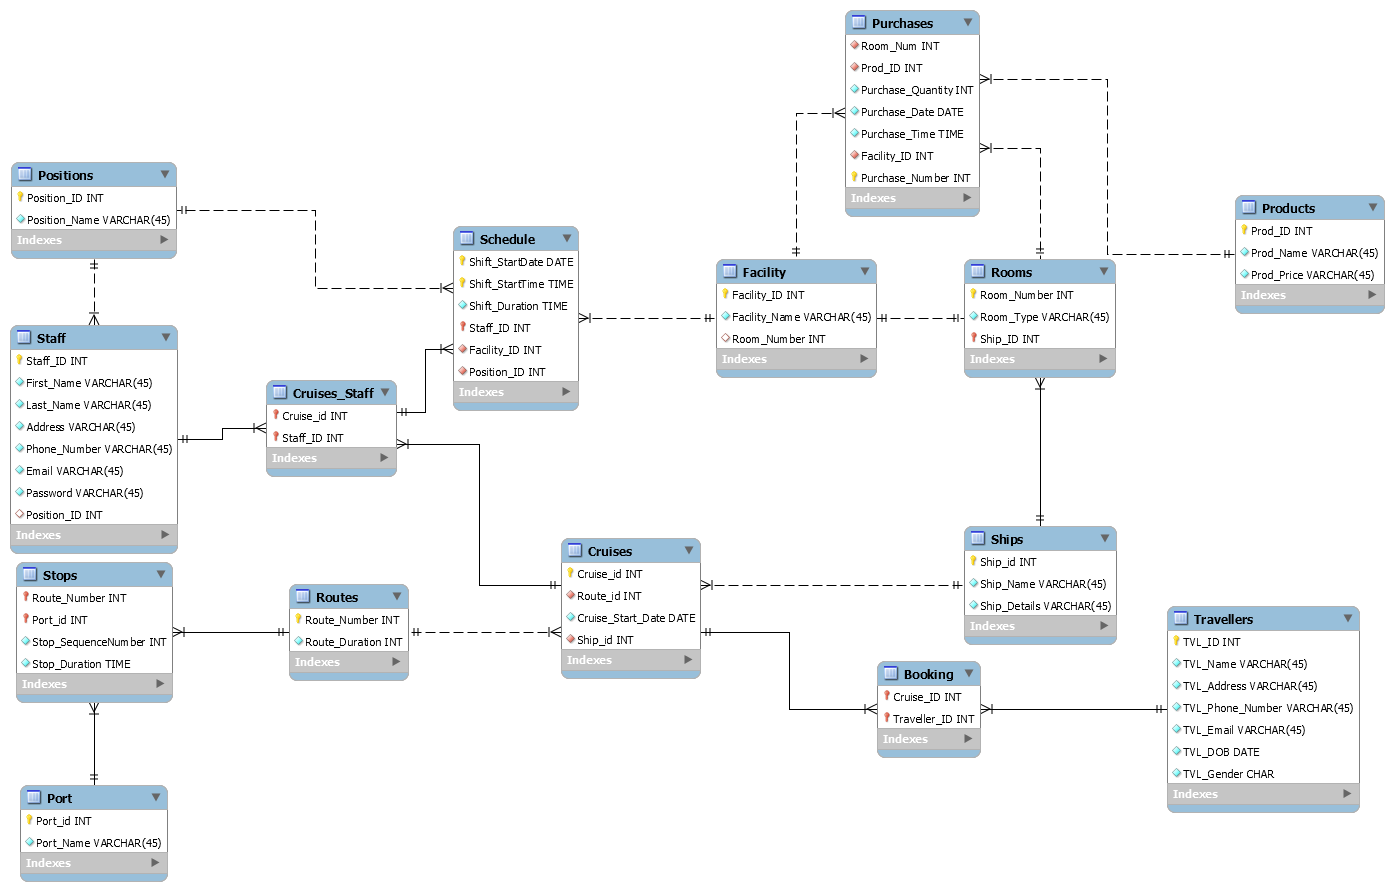 Purchases
Room_Num INT
Prod_ID INT
Purchase_Quantity INT
Purchase_Date DATE
Purchase_Time TIME
Facility_ID INT
Purchase_Number INT
Indexes
Positions
Position_ID INT
Position_Name VARCHAR(45)
Indexes
Products
Prod_ID INT
Prod_Name VARCHAR(45)
Prod_Price VARCHAR(45)
Indexes
Schedule
Shift_StartDate DATE
Shift_StartTime TIME
Shift_Duration TIME
Staff_ID INT
Facility_ID INT
Position_ID INT
Indexes
Facility
Facility_ID INT
Facility_Name VARCHAR(45)
Room_Number INT
Indexes
Rooms
Room_Number INT
Room_Type VARCHAR(45)
Ship_ID INT
Indexes
Staff
Staff_ID INT
First_Name VARCHAR(45)
Last_Name VARCHAR(45)
Address VARCHAR(45)
Phone_Number VARCHAR(45)
Email VARCHAR(45)
Password VARCHAR(45)
Position_ID INT
Indexes
Cruises_Staff
Cruise_id INT
Staff_ID INT
Indexes
Ships
Ship_id INT
Ship_Name VARCHAR(45)
Ship_Details VARCHAR(45)
Indexes
Cruises
Cruise_id INT
Route_id INT
Cruise_Start_Date DATE
Ship_id INT
Indexes
Stops
Route_Number INT
Port_id INT
Stop_SequenceNumber INT
Stop_Duration TIME
Indexes
Routes
Route_Number INT
Route_Duration INT
Indexes
Travellers
TVL_ID INT
TVL_Name VARCHAR(45)
TVL_Address VARCHAR(45)
TVL_Phone_Number VARCHAR(45)
TVL_Email VARCHAR(45)
TVL_DOB DATE
TVL_Gender CHAR
Indexes
Booking
Cruise_ID INT
Traveller_ID INT
Indexes
Port
Port_id INT
Port_Name VARCHAR(45)
Indexes